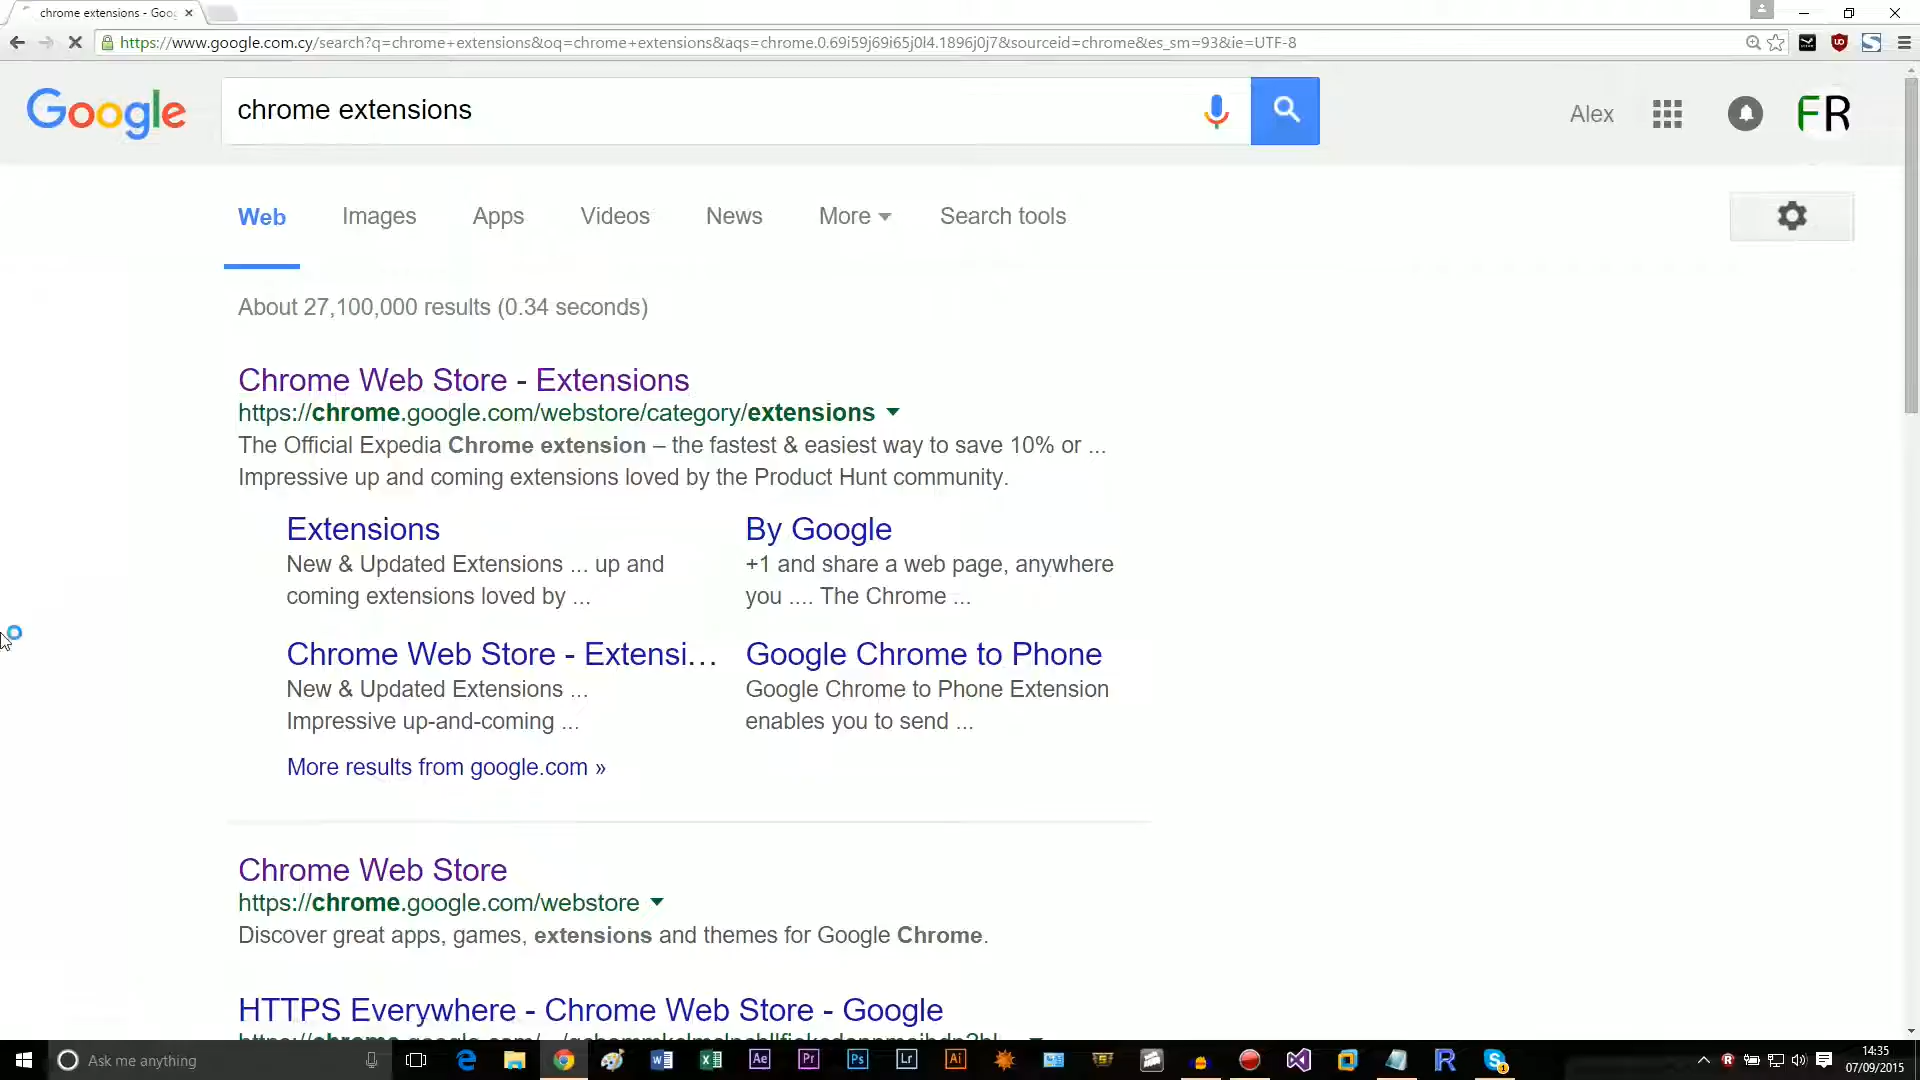 chrome extensions - Goo
https://www.google.com.cy/search?q=chrome+extensions&oq=chrome+extensions&aqs=chrome.0.69i59j69i65j0l4.1896j0j7&sourceid=chrome&es_sm=93&ie=UTF-8
Google
chrome extensions
Alex
FR
Web Images Apps Videos News More Search tools
About 27,100,000 results (0.34 seconds)
Chrome Web Store - Extensions
https://chrome.google.com/webstore/category/extensions
The Official Expedia Chrome extension – the fastest & easiest way to save 10% or ...
Impressive up and coming extensions loved by the Product Hunt community.
Extensions
New & Updated Extensions ... up and
coming extensions loved by ...
By Google
+1 and share a web page, anywhere
you .... The Chrome ...
Chrome Web Store - Extensi...
New & Updated Extensions ...
Impressive up-and-coming ...
Google Chrome to Phone
Google Chrome to Phone Extension
enables you to send ...
More results from google.com »
Chrome Web Store
https://chrome.google.com/webstore
Discover great apps, games, extensions and themes for Google Chrome.
HTTPS Everywhere - Chrome Web Store - Google
Ask me anything
Ae Pr Ps Lr Ai
14:35
07/09/2015